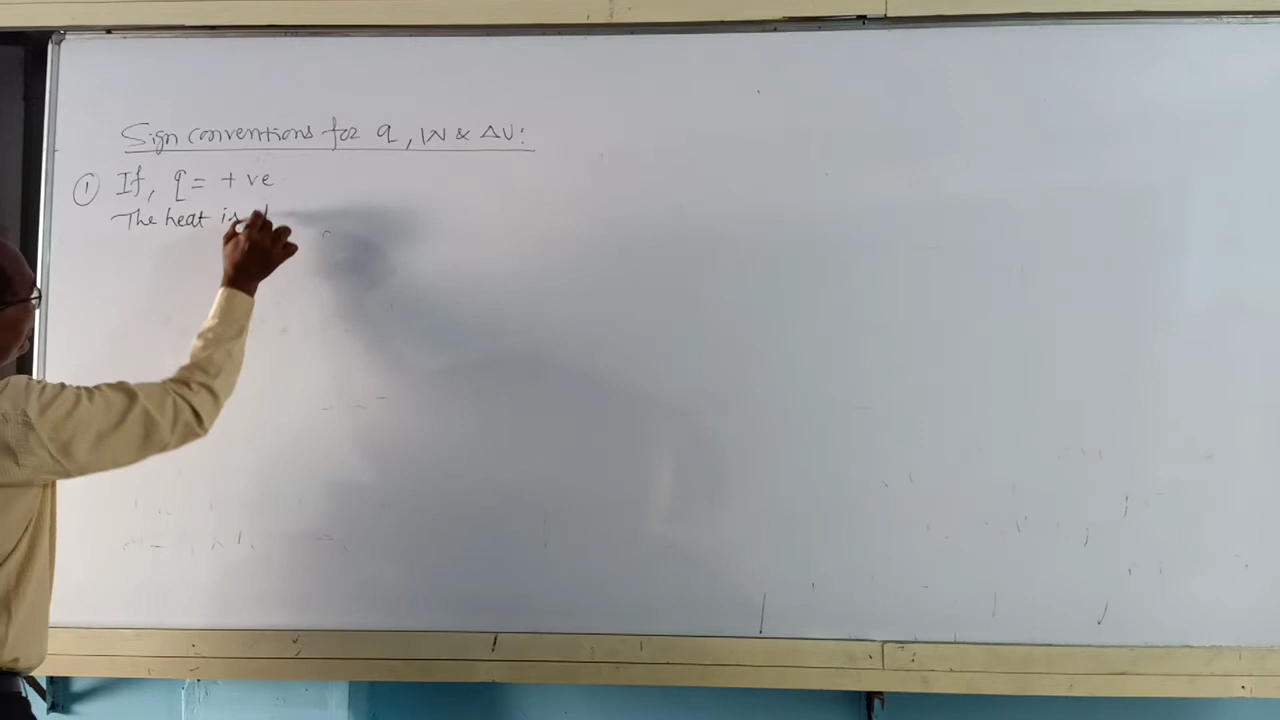 Sign conventions for q, W & ΔU:
① If, q = +ve
The heat is